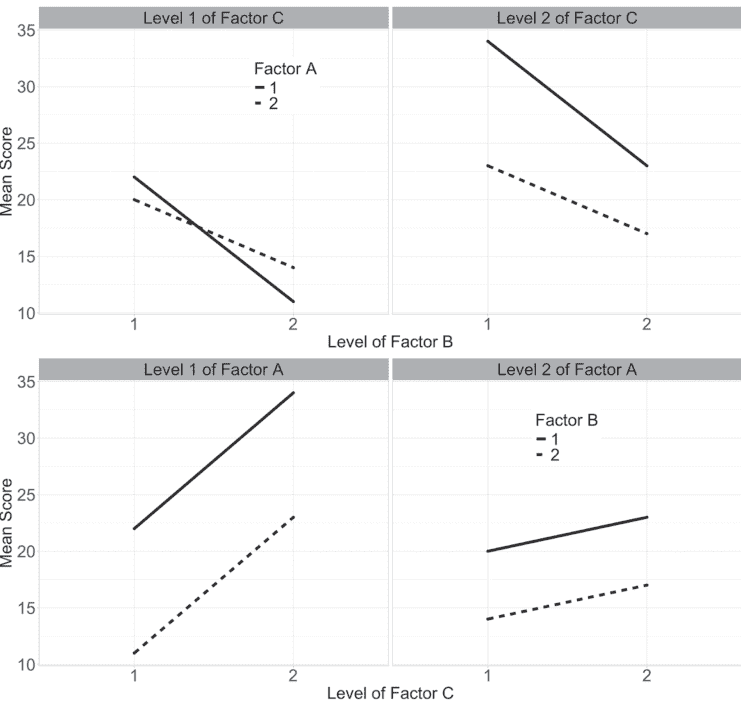 Level 1 of Factor C
Level 2 of Factor C
35
30
25
20
15
10
Mean Score
Factor A
1
2
1
2
1
2
Level of Factor B
Level 1 of Factor A
Level 2 of Factor A
35
30
25
20
15
10
Mean Score
Factor B
1
2
1
2
1
2
Level of Factor C